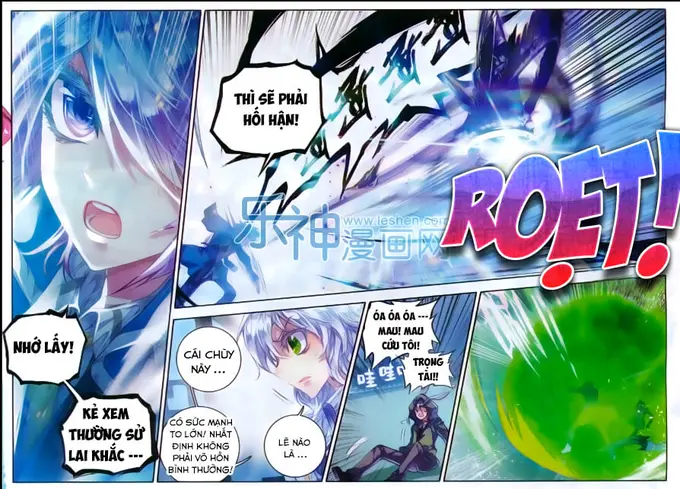 NHỚ LẤY!
KẺ XEM
THƯỜNG SỬ
LAI KHẮC ---
THÌ SẼ PHẢI
HỐI HẬN!
ROẸT!
乐神漫画网
www.leshen.com
CÁI CHÙY
NÀY ...
CÓ SỨC MẠNH
TO LỚN! NHẤT
ĐỊNH KHÔNG
PHẢI VÕ HỒN
BÌNH THƯỜNG!
LẼ NÀO
LÀ ...
ÓA ÓA ÓA ---
MAU! MAU
CỨU TÔI!
TRỌNG
TÀI!!
哇哇